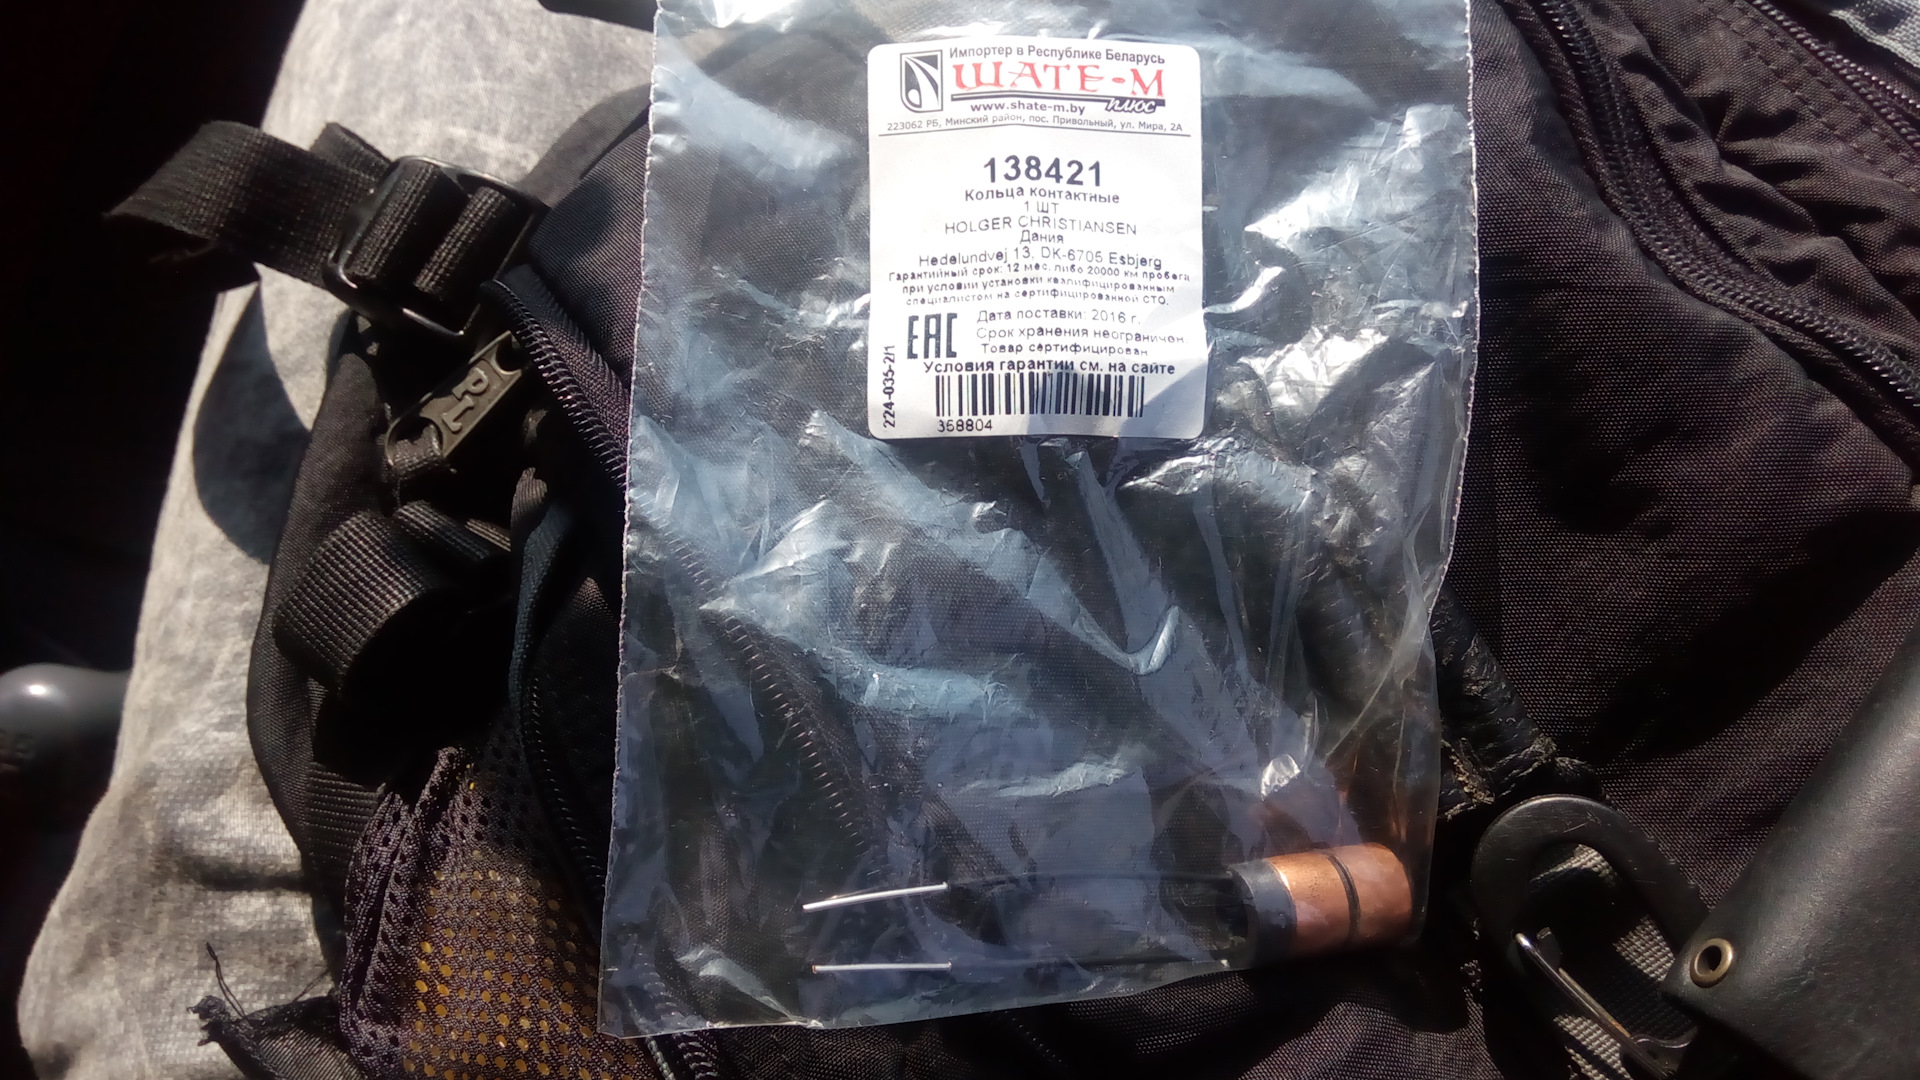 Импортер в Республике Беларусь
ШАТЕ-М
плюс
www.shate-m.by
223062 РБ, Минский район, пос. Привольный, ул. Мира, 2А
138421
Кольца контактные
1 ШТ
HOLGER CHRISTIANSEN
Дания
Hedelundvej 13, DK-6705 Esbjerg
Гарантийный срок: 12 мес. либо 20000 км пробега
при условии установки квалифицированным
специалистом на сертифицированной СТО.
EAC
Дата поставки: 2016 г.
Срок хранения неограничен.
Товар сертифицирован
Условия гарантии см. на сайте
224-035-2/1
358804